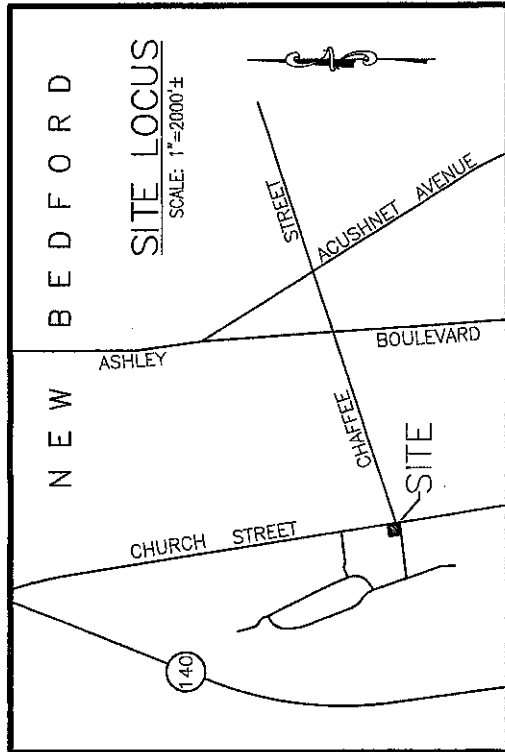 NEW BEDFORD
SITE LOCUS
SCALE: 1"=2000'±
STREET
ACUSHNET AVENUE
ASHLEY
BOULEVARD
CHAFFEE
SITE
CHURCH STREET
140